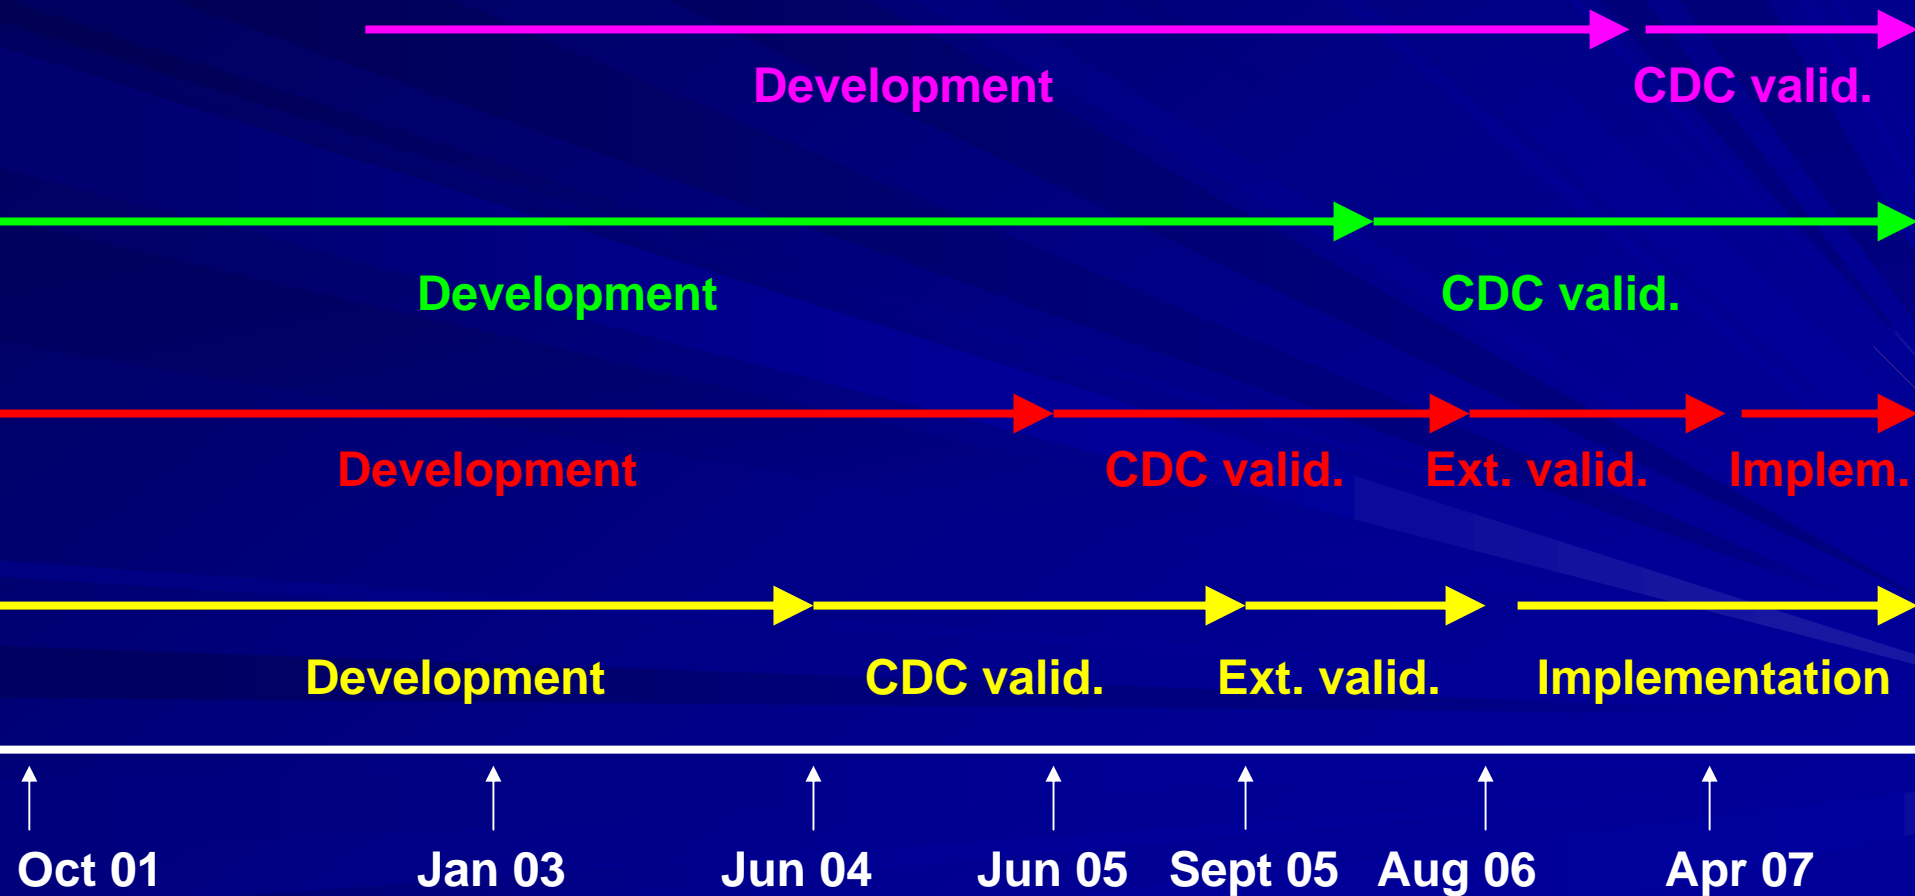 Development CDC valid.
Development CDC valid.
Development CDC valid. Ext. valid. Implem.
Development CDC valid. Ext. valid. Implementation
Oct 01 Jan 03 Jun 04 Jun 05 Sept 05 Aug 06 Apr 07